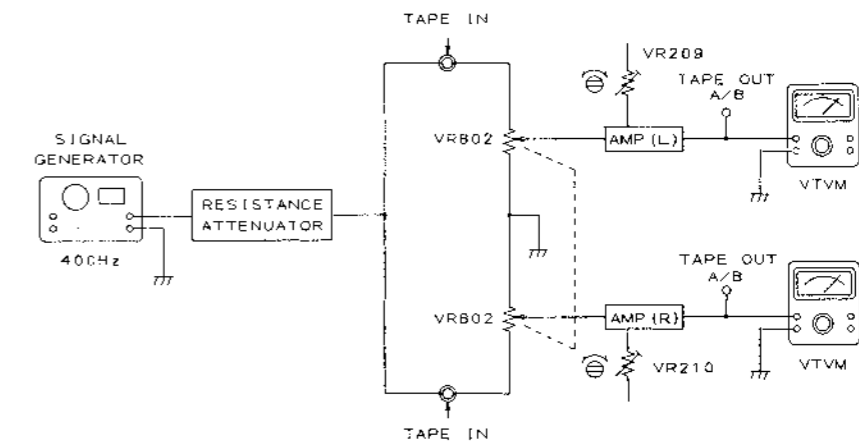 TAPE IN
VR209
TAPE OUT
A/B
VR802
AMP (L)
VTVM
SIGNAL
GENERATOR
RESISTANCE
ATTENUATOR
400Hz
TAPE OUT
A/B
VR802
AMP (R)
VTVM
VR210
TAPE IN